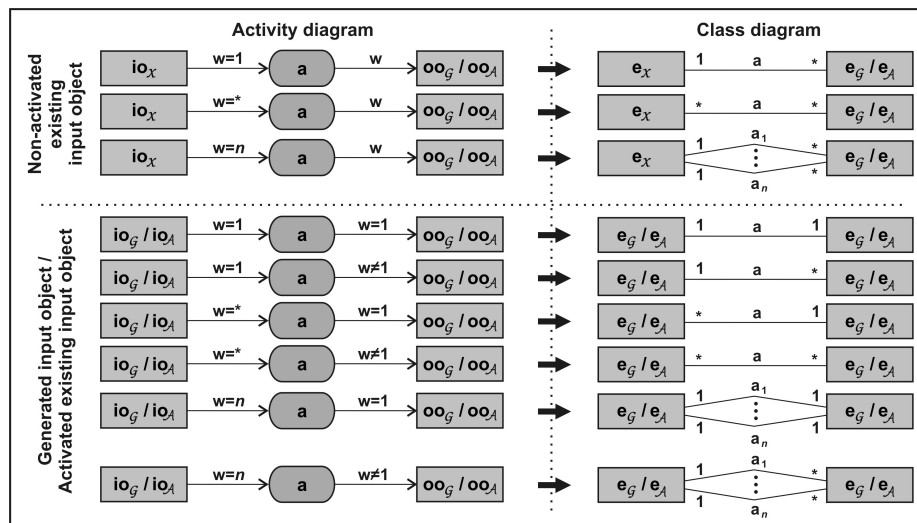 Activity diagram Class diagram
Non-activated
existing
input object
io𝒳 w=1 a w oo𝒢 / oo𝒜 e𝒳 1 a * e𝒢 / e𝒜
io𝒳 w=* a w oo𝒢 / oo𝒜 e𝒳 * a * e𝒢 / e𝒜
io𝒳 w=n a w oo𝒢 / oo𝒜 e𝒳 1 a₁ * e𝒢 / e𝒜
1 aₙ *
Generated input object /
Activated existing input object
io𝒢 / io𝒜 w=1 a w=1 oo𝒢 / oo𝒜 e𝒢 / e𝒜 1 a 1 e𝒢 / e𝒜
io𝒢 / io𝒜 w=1 a w≠1 oo𝒢 / oo𝒜 e𝒢 / e𝒜 1 a * e𝒢 / e𝒜
io𝒢 / io𝒜 w=* a w=1 oo𝒢 / oo𝒜 e𝒢 / e𝒜 * a 1 e𝒢 / e𝒜
io𝒢 / io𝒜 w=* a w≠1 oo𝒢 / oo𝒜 e𝒢 / e𝒜 * a * e𝒢 / e𝒜
io𝒢 / io𝒜 w=n a w=1 oo𝒢 / oo𝒜 e𝒢 / e𝒜 1 a₁ 1 e𝒢 / e𝒜
1 aₙ 1
io𝒢 / io𝒜 w=n a w≠1 oo𝒢 / oo𝒜 e𝒢 / e𝒜 1 a₁ * e𝒢 / e𝒜
1 aₙ *